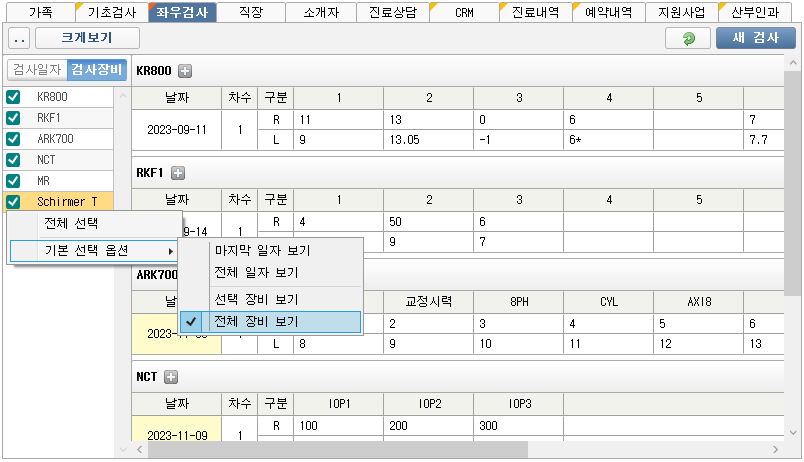 가족 기초검사 좌우검사 직장 소개자 진료상담 CRM 진료내역 예약내역 지원사업 산부인과
.. 크게보기 새 검사
검사일자 검사장비
KR800
RKF1
ARK700
NCT
MR
Schirmer T
전체 선택
기본 선택 옵션
마지막 일자 보기
전체 일자 보기
선택 장비 보기
전체 장비 보기
KR800
날짜 차수 구분 1 2 3 4 5
2023-09-11 1 R 11 13 0 6 7
L 9 13.05 -1 6* 7.7
RKF1
날짜 차수 구분 1 2 3 4 5
9-14 1 R 4 50 6
9 7
ARK700
교정시력 8PH CYL AXI8
2 3 4 5 6
L 8 9 10 11 12 13
NCT
날짜 차수 구분 IOP1 IOP2 IOP3
2023-11-09 1 R 100 200 300